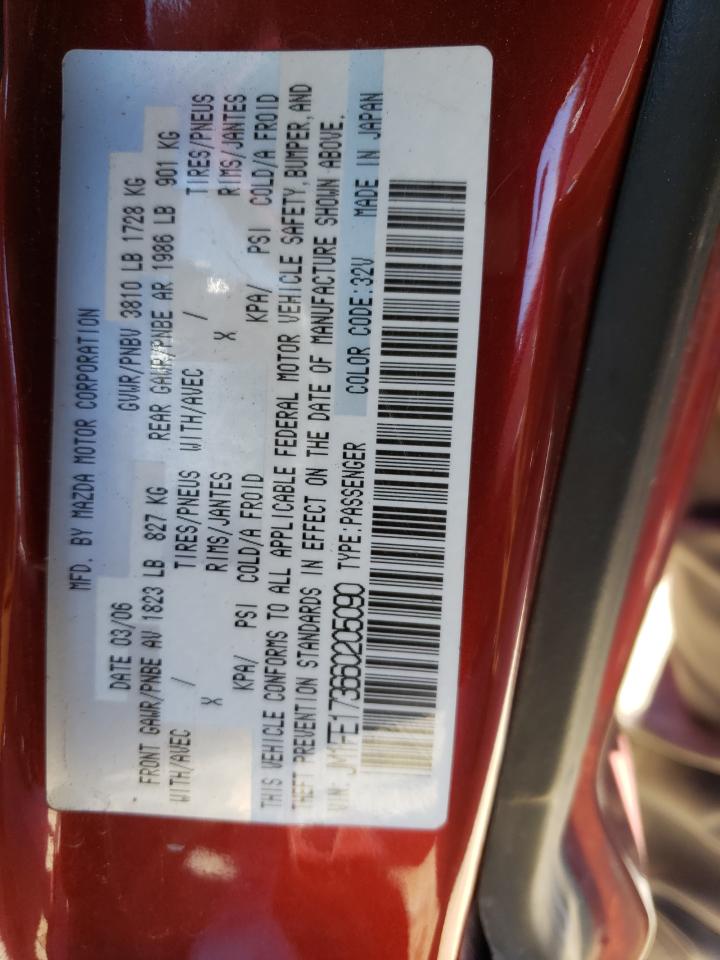 MFD. BY MAZDA MOTOR CORPORATION
DATE 03/06 GVWR/PNBV 3810 LB 1728 KG
FRONT GAWR/PNBE AV 1823 LB 827 KG REAR GAWR/PNBE AR 1986 LB 901 KG
WITH/AVEC / TIRES/PNEUS WITH/AVEC / TIRES/PNEUS
X RIMS/JANTES X RIMS/JANTES
KPA/ PSI COLD/A FROID KPA/ PSI COLD/A FROID
THIS VEHICLE CONFORMS TO ALL APPLICABLE FEDERAL MOTOR VEHICLE SAFETY, BUMPER, AND
THEFT PREVENTION STANDARDS IN EFFECT ON THE DATE OF MANUFACTURE SHOWN ABOVE.
VIN: JM1FE173660205090 TYPE:PASSENGER COLOR CODE:32V MADE IN JAPAN